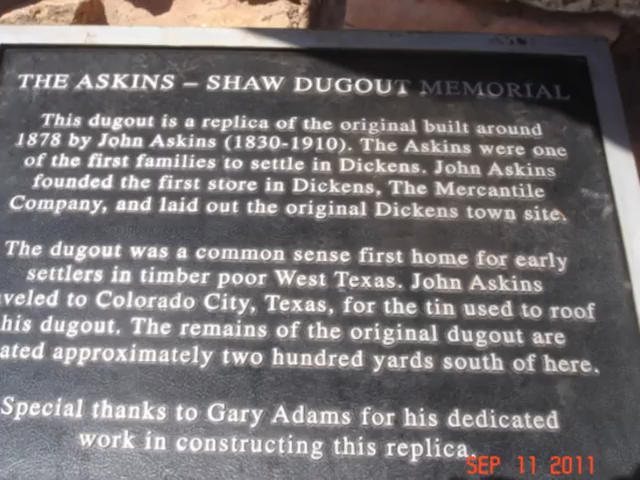 THE ASKINS – SHAW DUGOUT MEMORIAL
This dugout is a replica of the original built around
1878 by John Askins (1830-1910). The Askins were one
of the first families to settle in Dickens. John Askins
founded the first store in Dickens, The Mercantile
Company, and laid out the original Dickens town site.
The dugout was a common sense first home for early
settlers in timber poor West Texas. John Askins
veled to Colorado City, Texas, for the tin used to roof
his dugout. The remains of the original dugout are
ated approximately two hundred yards south of here.
Special thanks to Gary Adams for his dedicated
work in constructing this replica.
SEP 11 2011